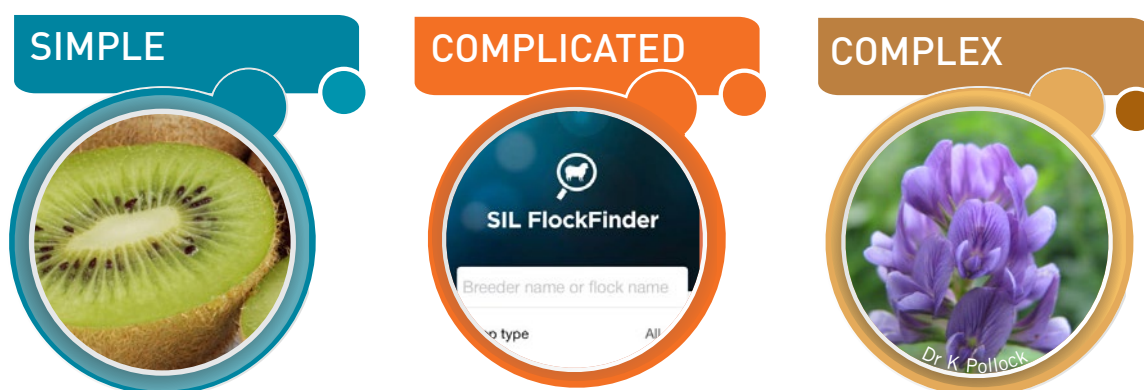 SIMPLE
COMPLICATED
COMPLEX
SIL FlockFinder
Breeder name or flock name
type
All
Dr K Pollock